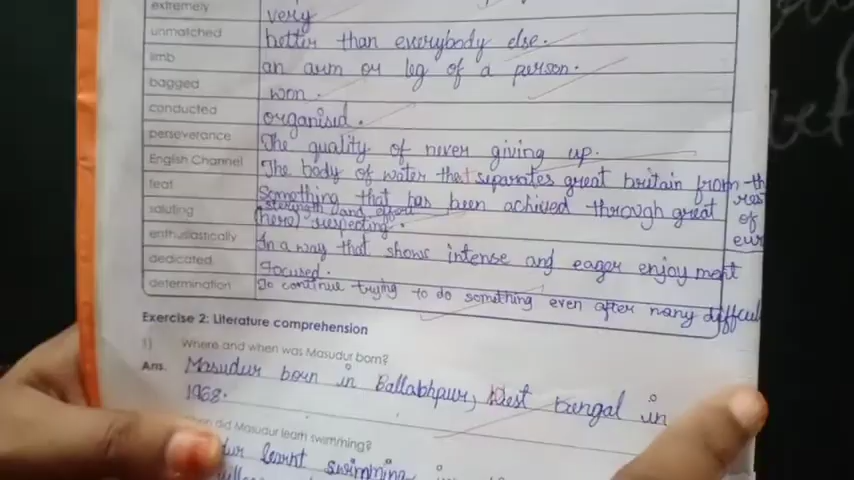 extremely very
unmatched better than everybody else.
limb an arm or leg of a person.
bagged won.
conducted organised.
perseverance The quality of never giving up.
English Channel The body of water that separates great britain from th rest of eur
feat Something that has been achived through great strength and effort
saluting (here) respecting.
enthusiastically In a way that shows intense and eager enjoyment
dedicated focused.
determination To continue trying to do something even after many difficul
Exercise 2: Literature comprehension
1) Where and when was Masudur born?
Ans. Masudur born in Ballabhpur, West bengal in
1968.
did Masudur learn swimming?
dur learnt swimming